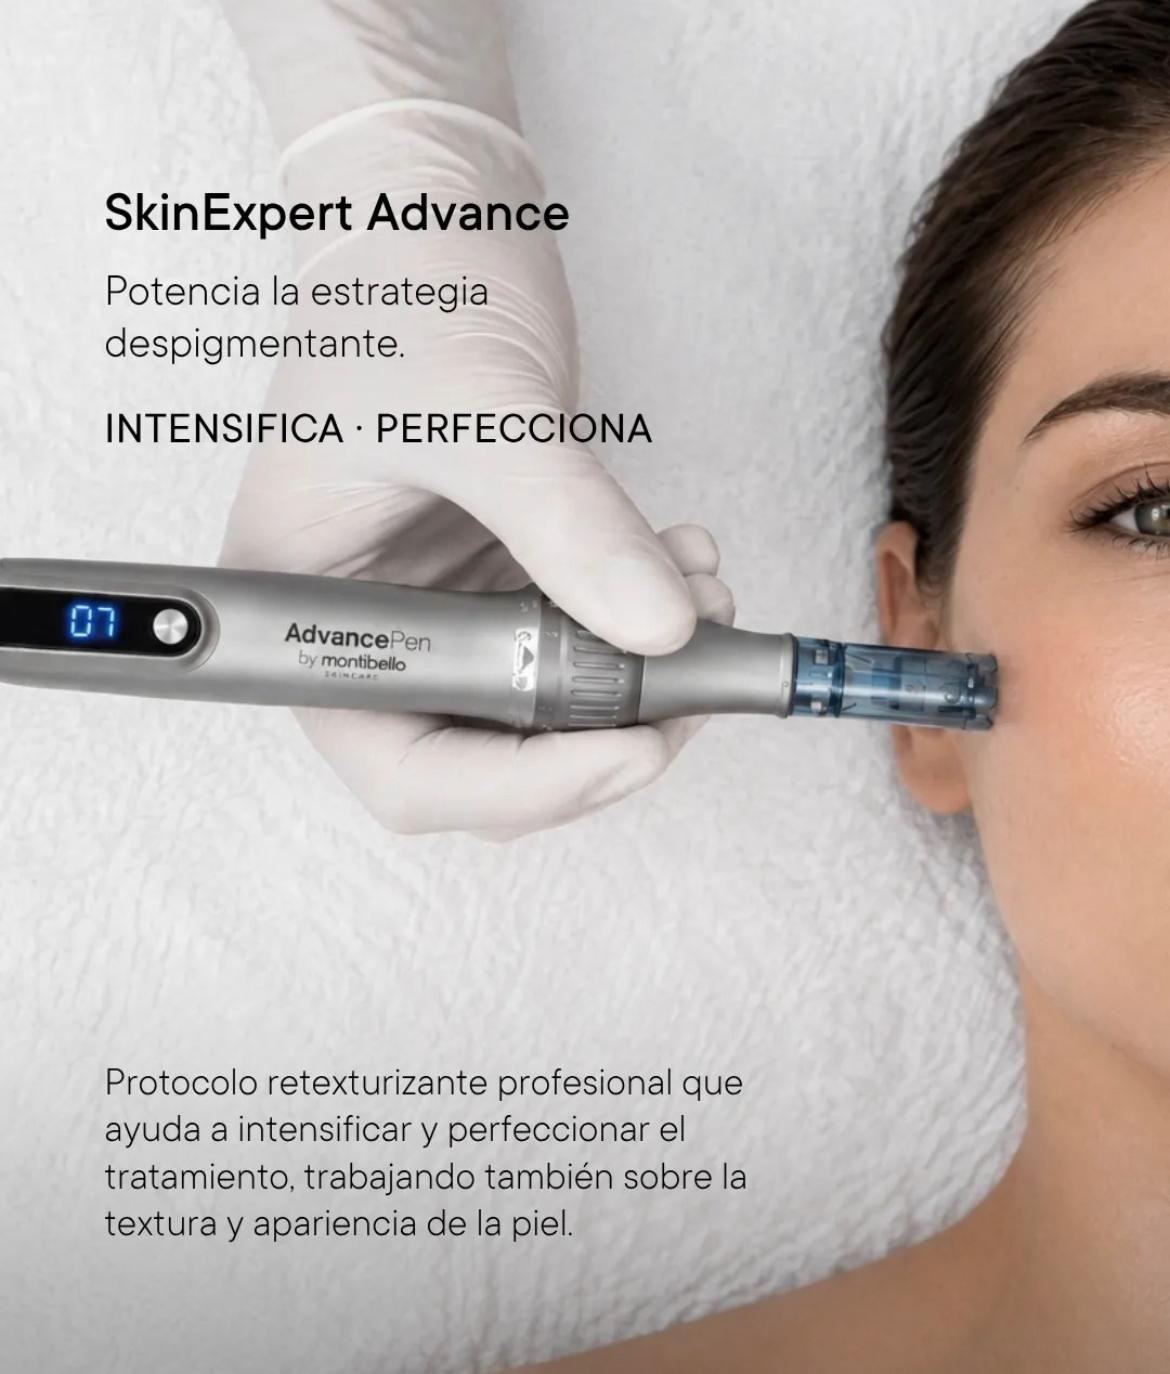 SkinExpert Advance
Potencia la estrategia
despigmentante.
INTENSIFICA · PERFECCIONA
07
AdvancePen
by montibello
SKINCARE
Protocolo retexturizante profesional que
ayuda a intensificar y perfeccionar el
tratamiento, trabajando también sobre la
textura y apariencia de la piel.